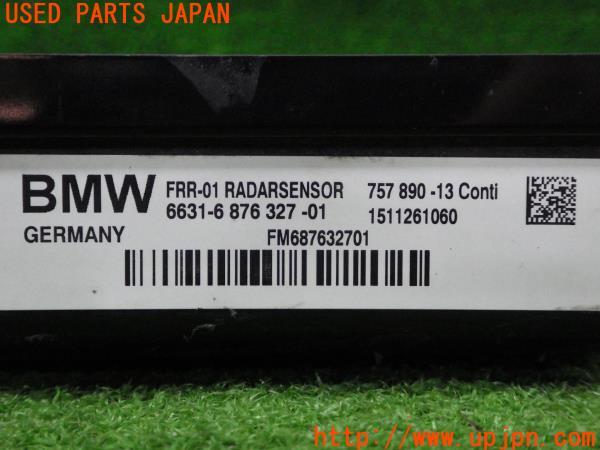 USED PARTS JAPAN
BMW FRR-01 RADARSENSOR 757 890 -13 Conti
6631-6 876 327 -01 1511261060
GERMANY FM687632701
http://www.upjpn.com